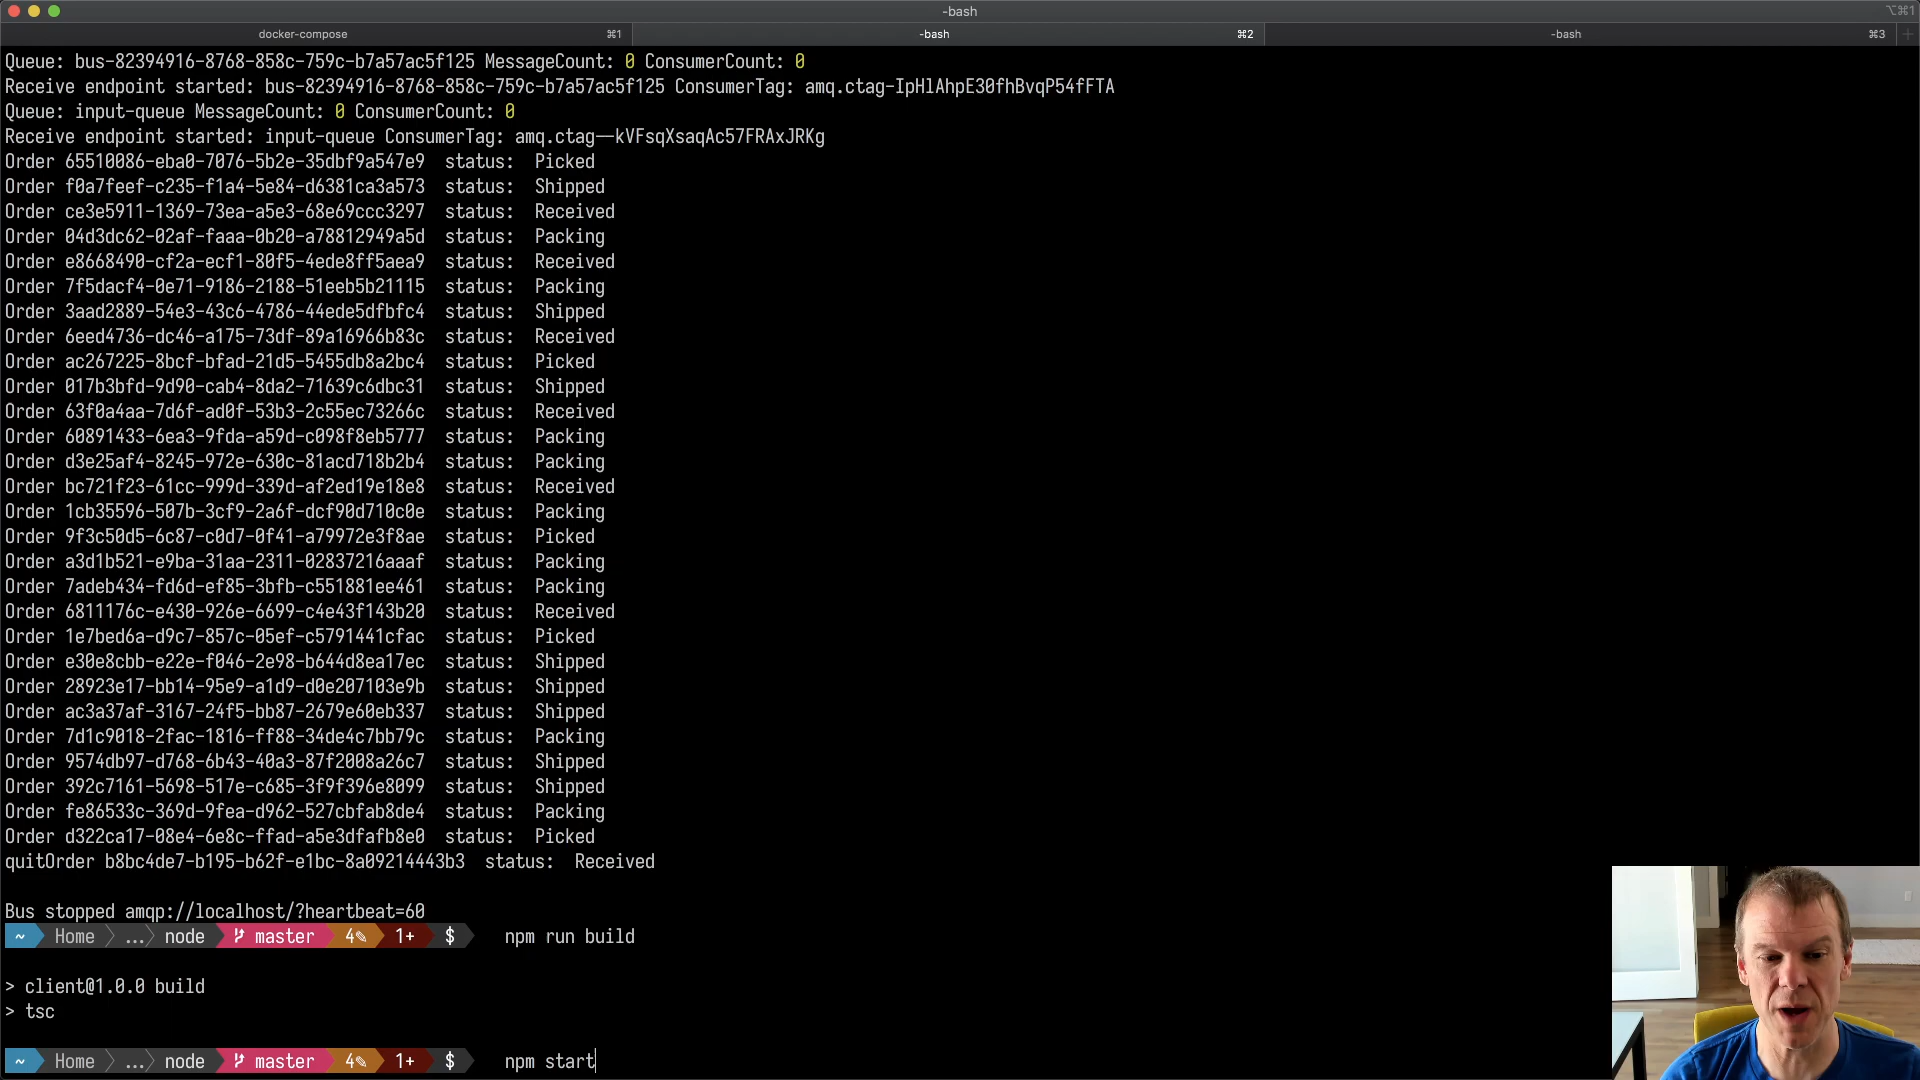 -bash
⌥⌘1
docker-compose ⌘1 -bash ⌘2 -bash ⌘3 +
Queue: bus-82394916-8768-858c-759c-b7a57ac5f125 MessageCount: 0 ConsumerCount: 0
Receive endpoint started: bus-82394916-8768-858c-759c-b7a57ac5f125 ConsumerTag: amq.ctag-IpHlAhpE30fhBvqP54fFTA
Queue: input-queue MessageCount: 0 ConsumerCount: 0
Receive endpoint started: input-queue ConsumerTag: amq.ctag--kVFsqXsaqAc57FRAxJRKg
Order 65510086-eba0-7076-5b2e-35dbf9a547e9  status:  Picked
Order f0a7feef-c235-f1a4-5e84-d6381ca3a573  status:  Shipped
Order ce3e5911-1369-73ea-a5e3-68e69ccc3297  status:  Received
Order 04d3dc62-02af-faaa-0b20-a78812949a5d  status:  Packing
Order e8668490-cf2a-ecf1-80f5-4ede8ff5aea9  status:  Received
Order 7f5dacf4-0e71-9186-2188-51eeb5b21115  status:  Packing
Order 3aad2889-54e3-43c6-4786-44ede5dfbfc4  status:  Shipped
Order 6eed4736-dc46-a175-73df-89a16966b83c  status:  Received
Order ac267225-8bcf-bfad-21d5-5455db8a2bc4  status:  Picked
Order 017b3bfd-9d90-cab4-8da2-71639c6dbc31  status:  Shipped
Order 63f0a4aa-7d6f-ad0f-53b3-2c55ec73266c  status:  Received
Order 60891433-6ea3-9fda-a59d-c098f8eb5777  status:  Packing
Order d3e25af4-8245-972e-630c-81acd718b2b4  status:  Packing
Order bc721f23-61cc-999d-339d-af2ed19e18e8  status:  Received
Order 1cb35596-507b-3cf9-2a6f-dcf90d710c0e  status:  Packing
Order 9f3c50d5-6c87-c0d7-0f41-a79972e3f8ae  status:  Picked
Order a3d1b521-e9ba-31aa-2311-02837216aaaf  status:  Packing
Order 7adeb434-fd6d-ef85-3bfb-c551881ee461  status:  Packing
Order 6811176c-e430-926e-6699-c4e43f143b20  status:  Received
Order 1e7bed6a-d9c7-857c-05ef-c5791441cfac  status:  Picked
Order e30e8cbb-e22e-f046-2e98-b644d8ea17ec  status:  Shipped
Order 28923e17-bb14-95e9-a1d9-d0e207103e9b  status:  Shipped
Order ac3a37af-3167-24f5-bb87-2679e60eb337  status:  Shipped
Order 7d1c9018-2fac-1816-ff88-34de4c7bb79c  status:  Packing
Order 9574db97-d768-6b43-40a3-87f2008a26c7  status:  Shipped
Order 392c7161-5698-517e-c685-3f9f396e8099  status:  Shipped
Order fe86533c-369d-9fea-d962-527cbfab8de4  status:  Packing
Order d322ca17-08e4-6e8c-ffad-a5e3dfafb8e0  status:  Picked
quitOrder b8bc4de7-b195-b62f-e1bc-8a09214443b3  status:  Received
Bus stopped amqp://localhost/?heartbeat=60
~ Home ... node master 4✎ 1+ $ npm run build
> client@1.0.0 build
> tsc
~ Home ... node master 4✎ 1+ $ npm start